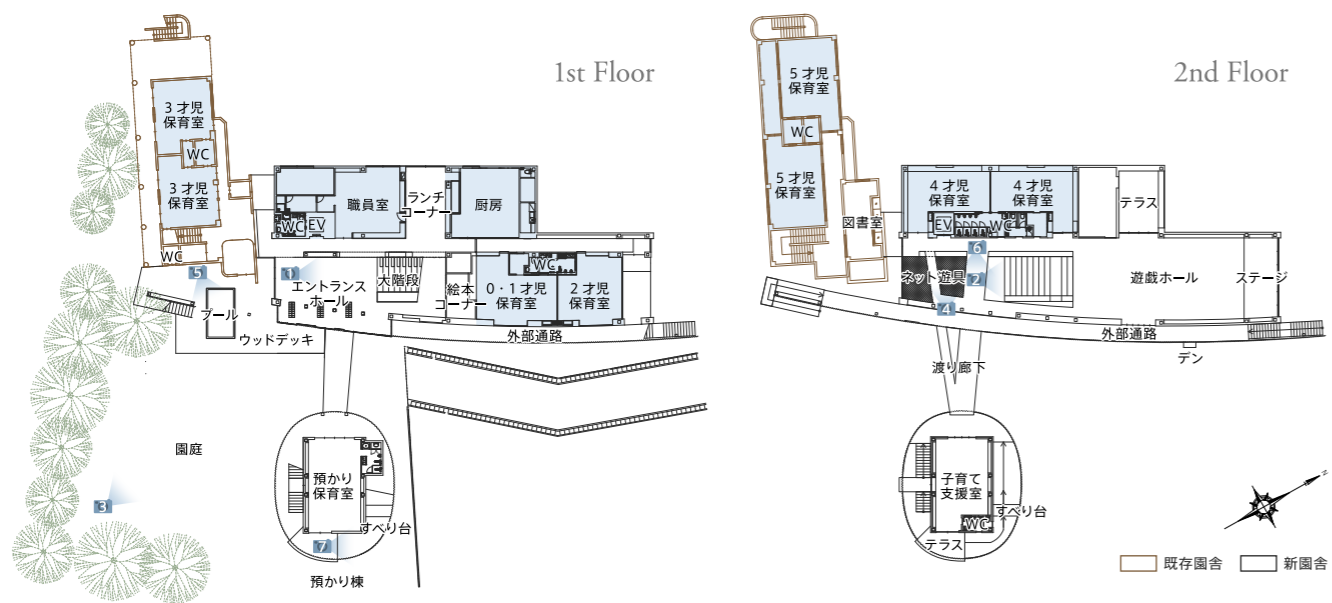 1st Floor
3 才児
保育室
WC
3 才児
保育室
WC
5
プール
ウッドデッキ
1
エントランス
ホール
WC
EV
職員室
ランチ
コーナー
厨房
大階段
絵本
コーナー
WC
0・1 才児
保育室
2 才児
保育室
外部通路
園庭
3
預かり
保育室
すべり台
7
預かり棟
2nd Floor
5 才児
保育室
WC
5 才児
保育室
図書室
4 才児
保育室
4 才児
保育室
EV
WC
テラス
6
ネット遊具
2
4
遊戯ホール
ステージ
外部通路
デン
渡り廊下
子育て
支援室
WC
すべり台
テラス
N
既存園舎
新園舎